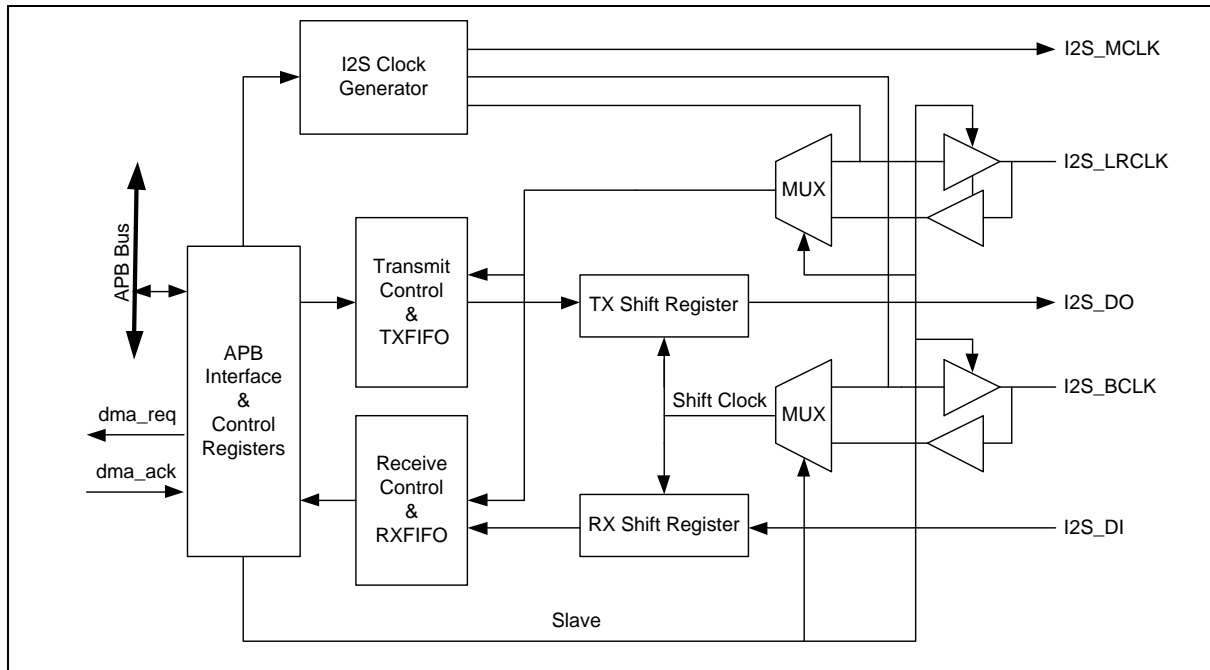 I2S Clock
Generator
I2S_MCLK
I2S_LRCLK
MUX
APB Bus
Transmit
Control
&
TXFIFO
TX Shift Register
I2S_DO
APB
Interface
&
Control
Registers
Shift Clock
MUX
I2S_BCLK
dma_req
dma_ack
Receive
Control
&
RXFIFO
RX Shift Register
I2S_DI
Slave